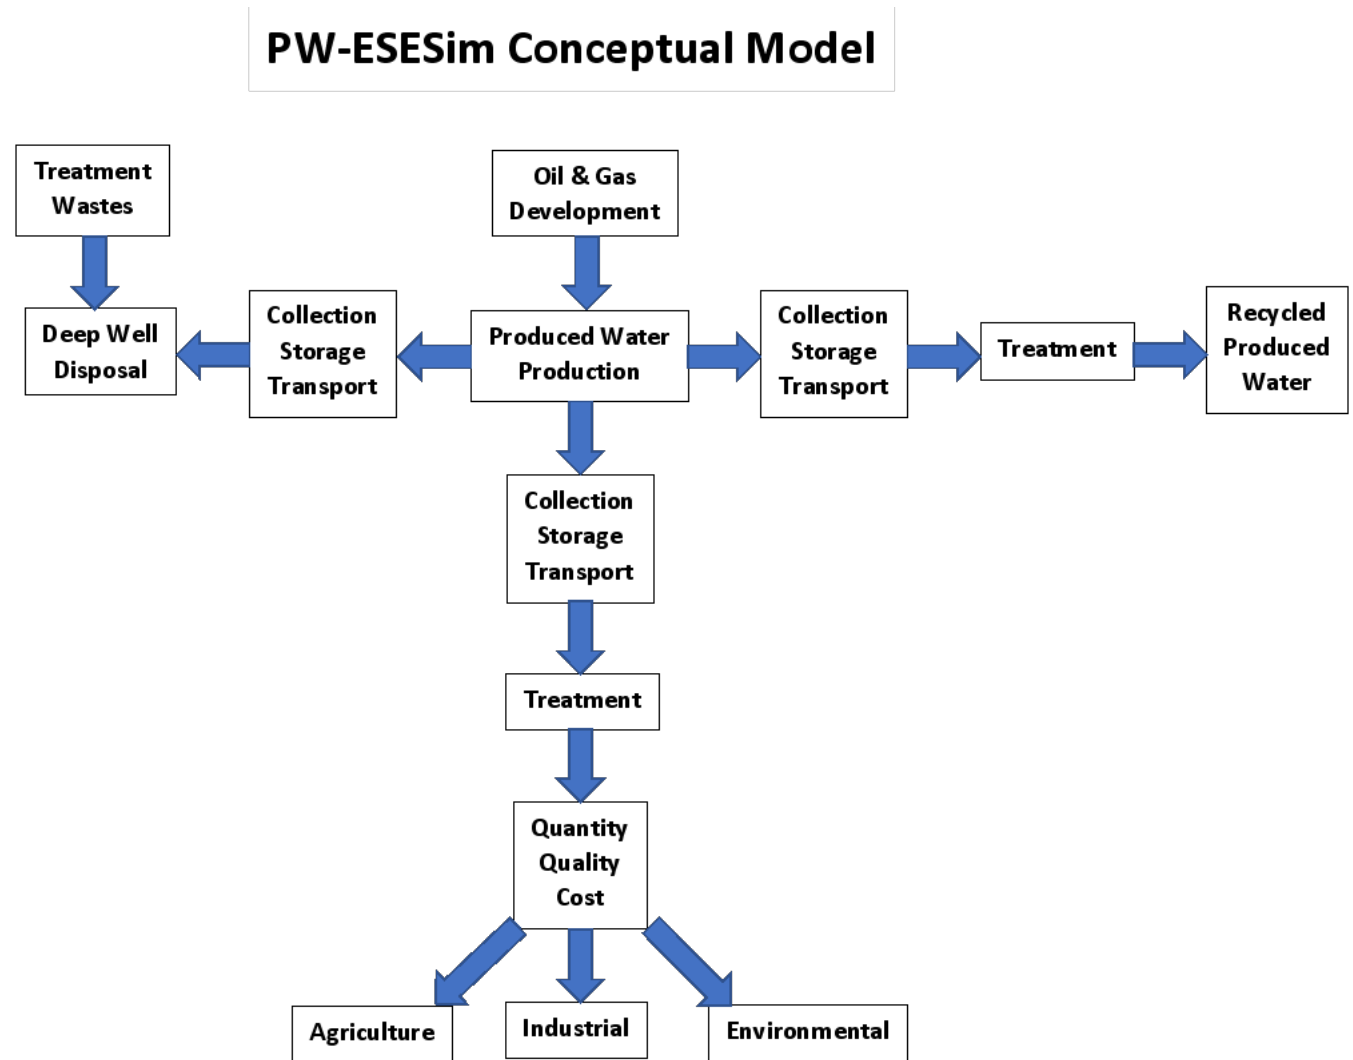 PW-ESESim Conceptual Model
Treatment
Wastes
Oil & Gas
Development
Deep Well
Disposal
Collection
Storage
Transport
Produced Water
Production
Collection
Storage
Transport
Treatment
Recycled
Produced
Water
Collection
Storage
Transport
Treatment
Quantity
Quality
Cost
Agriculture
Industrial
Environmental